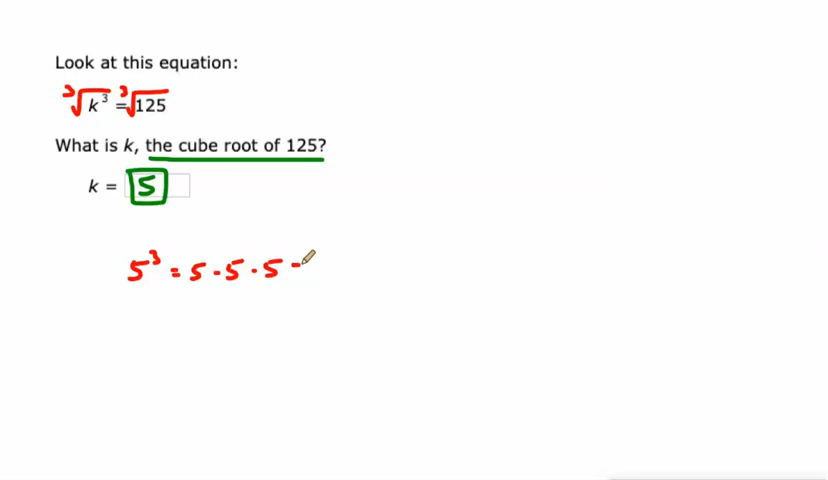 Look at this equation:
∛k³ = ∛125
What is k, the cube root of 125?
k = 5
5³ = 5 · 5 · 5 -